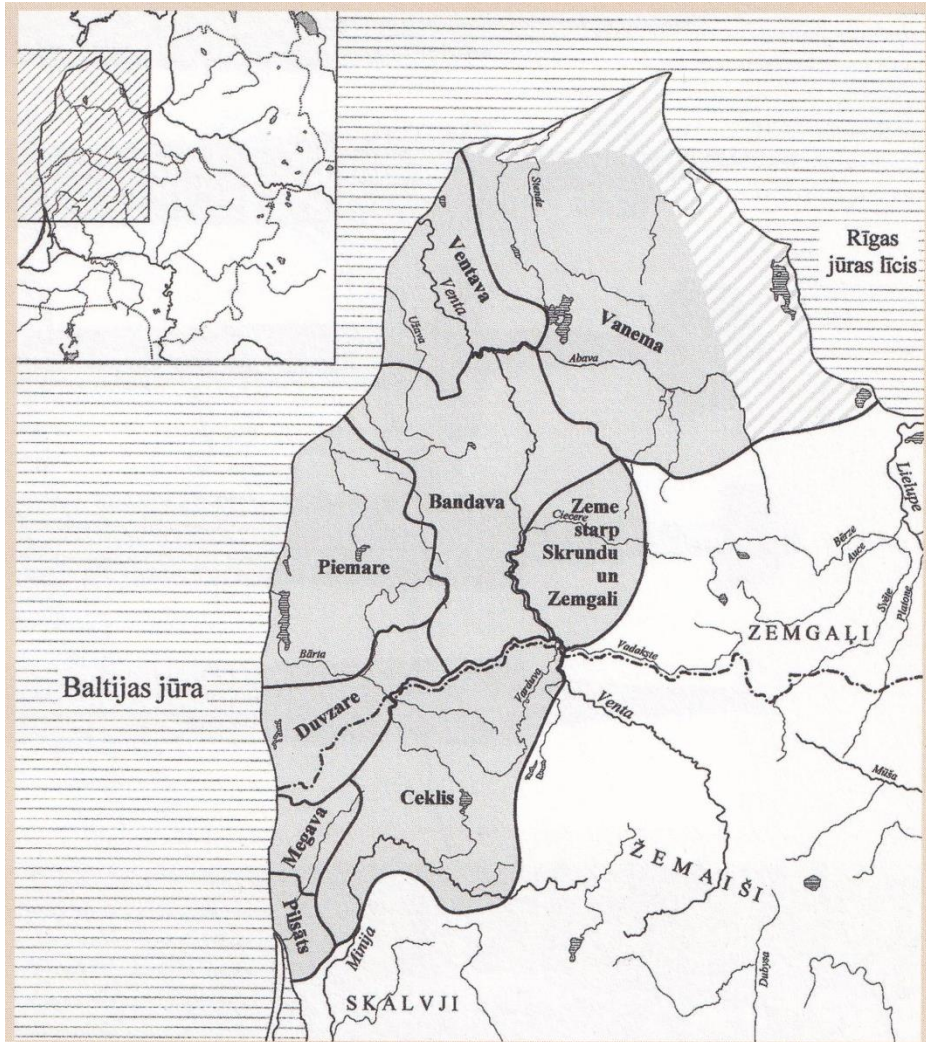 Rīgas
jūras līcis
Stende
Ventava
Venta
Užava
Vanema
Abava
Lielupe
Bandava
Zeme
starp
Skrundu
un
Zemgali
Ciecere
Piemare
Bērze
Auce
Svēte
Platone
ZEMGAĻI
Bārta
Vadakste
Baltijas jūra
Duvzare
Vardava
Venta
Mūša
Ceklis
Megava
ŽEMAIŠI
Pilsāts
Minija
Dubysa
SKALVJI